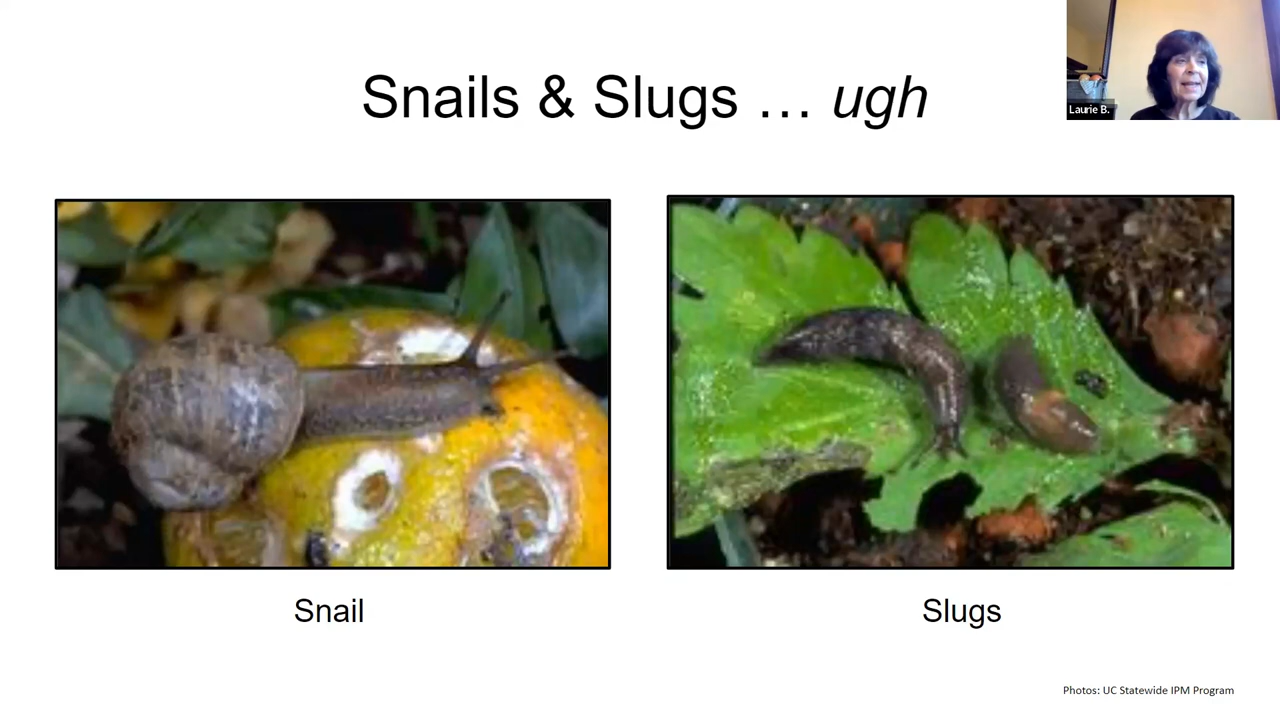 Snails & Slugs … ugh
Laurie B.
Snail
Slugs
Photos: UC Statewide IPM Program